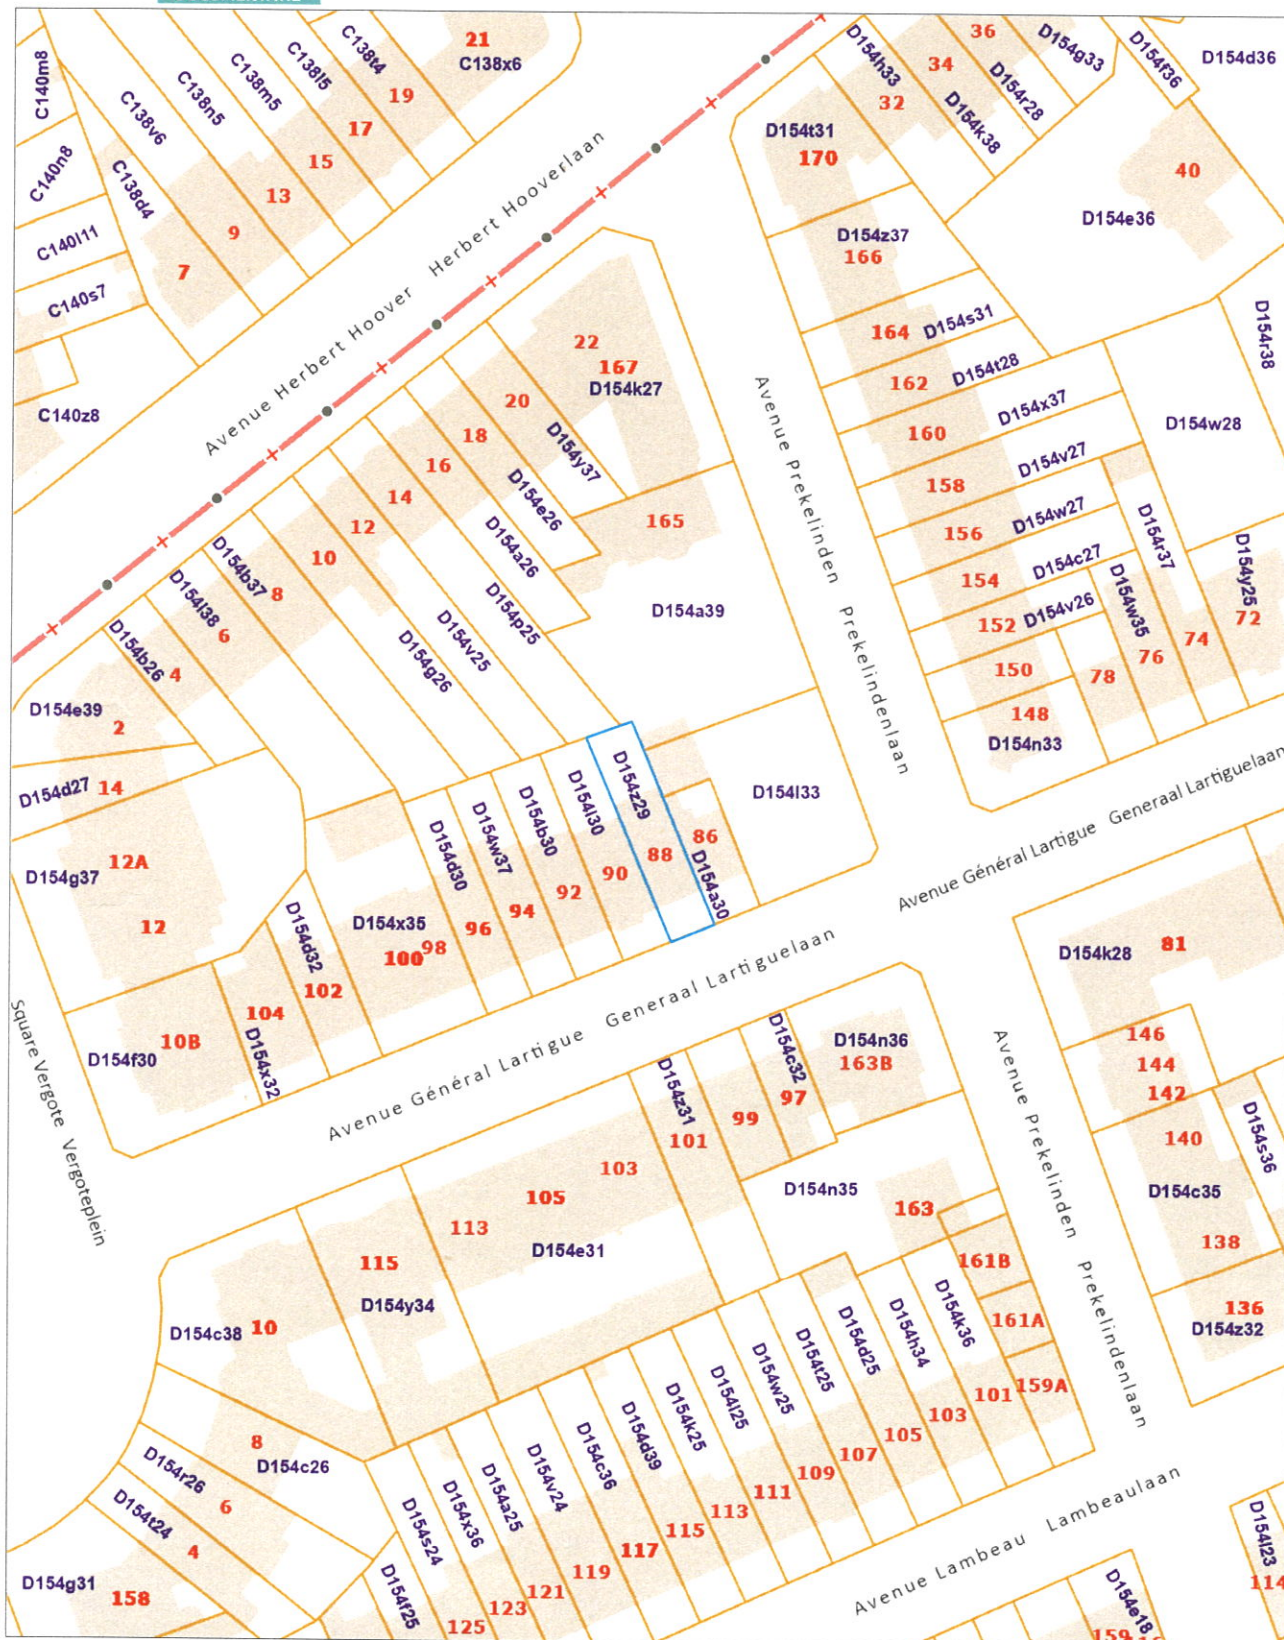 C140m8
C140n8
C140l11
C140s7
C140z8
C138v6
C138d4
C138n5
C138m5
C138l5
C138t4
21
C138x6
19
17
15
13
9
7
Avenue Herbert Hoover Herbert Hooverlaan
D154h33
32
34
36
D154k38
D154r28
D154g33
D154f36
D154d36
D154t31
170
40
D154e36
D154z37
166
164
D154s31
162
D154t28
160
D154x37
158
D154v27
156
D154w27
154
D154c27
152
D154v26
150
148
D154n33
D154r38
D154w28
D154r37
D154w35
D154y25
72
74
76
78
22
167
D154k27
20
D154y37
18
D154e26
16
D154a26
14
D154p25
12
D154v25
10
D154g26
8
D154b37
6
D154l38
4
D154b26
D154e39
2
D154d27
14
165
D154a39
D154l33
Avenue Prekelinden Prekelindenlaan
D154g37
12A
12
D154z29
88
86
D154a30
D154l30
90
D154b30
92
D154w37
94
D154d30
96
D154x35
98
100
D154d32
102
104
D154x32
10B
D154f30
Avenue Général Lartigue Generaal Lartiguelaan
Avenue Général Lartigue Generaal Lartiguelaan
Square Vergote Vergoteplein
D154k28
81
146
144
142
140
D154c35
138
136
D154z32
D154s36
D154n36
163B
D154c32
97
99
D154z31
101
103
105
113
D154e31
115
D154y34
D154c38
10
D154n35
163
161B
161A
159A
Avenue Prekelinden Prekelindenlaan
8
D154c26
D154r26
6
D154t24
4
D154g31
158
D154k36
101
D154h34
103
D154d25
105
D154t25
107
D154w25
109
D154l25
111
D154k25
113
D154d39
115
D154c36
117
D154v24
119
D154a25
121
D154x36
123
D154s24
125
D154f25
Avenue Lambeau Lambeaulaan
D154l23
114
D154e18
159